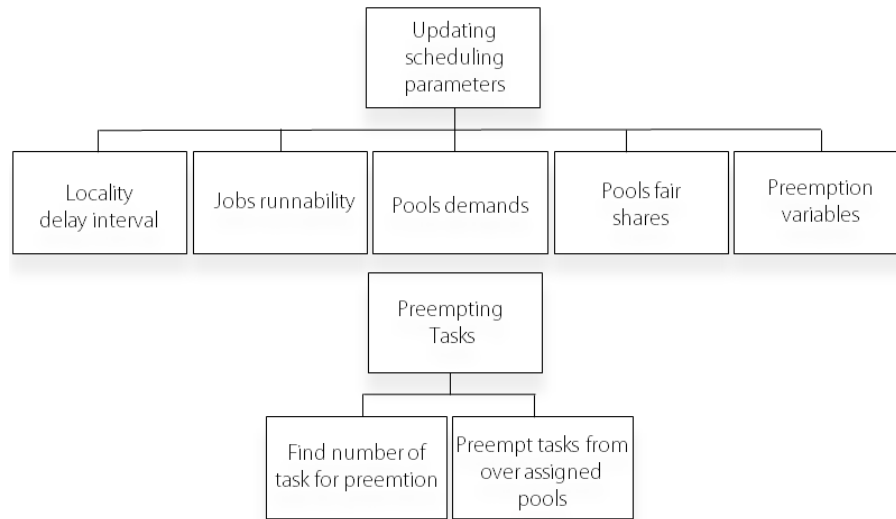 Updating
scheduling
parameters
Locality
delay interval
Jobs runnability
Pools demands
Pools fair
shares
Preemption
variables
Preempting
Tasks
Find number of
task for preemtion
Preempt tasks from
over assigned
pools